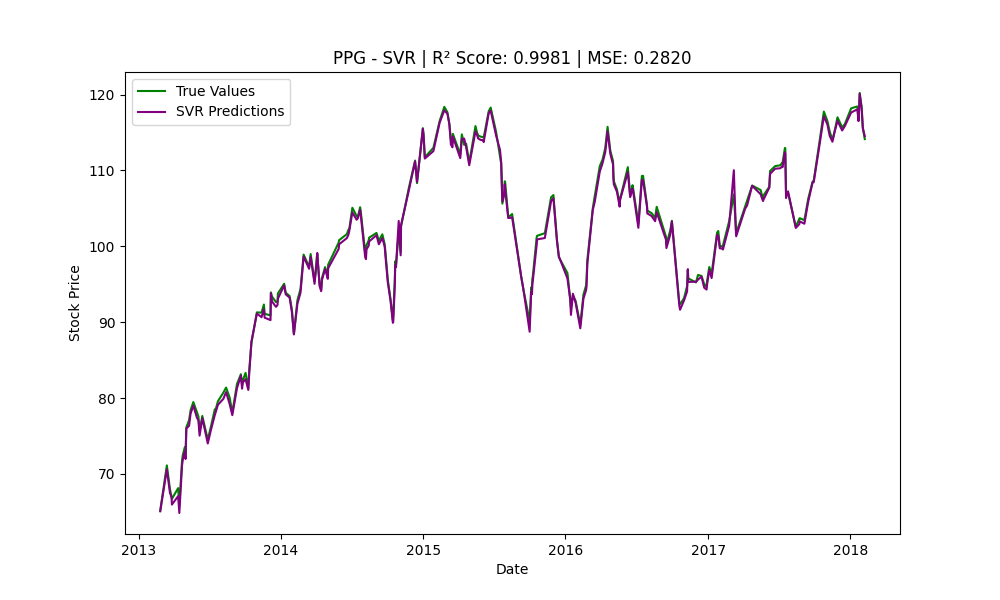 PPG - SVR | R² Score: 0.9981 | MSE: 0.2820
True Values
SVR Predictions
120
110
100
90
80
70
Stock Price
2013 2014 2015 2016 2017 2018
Date